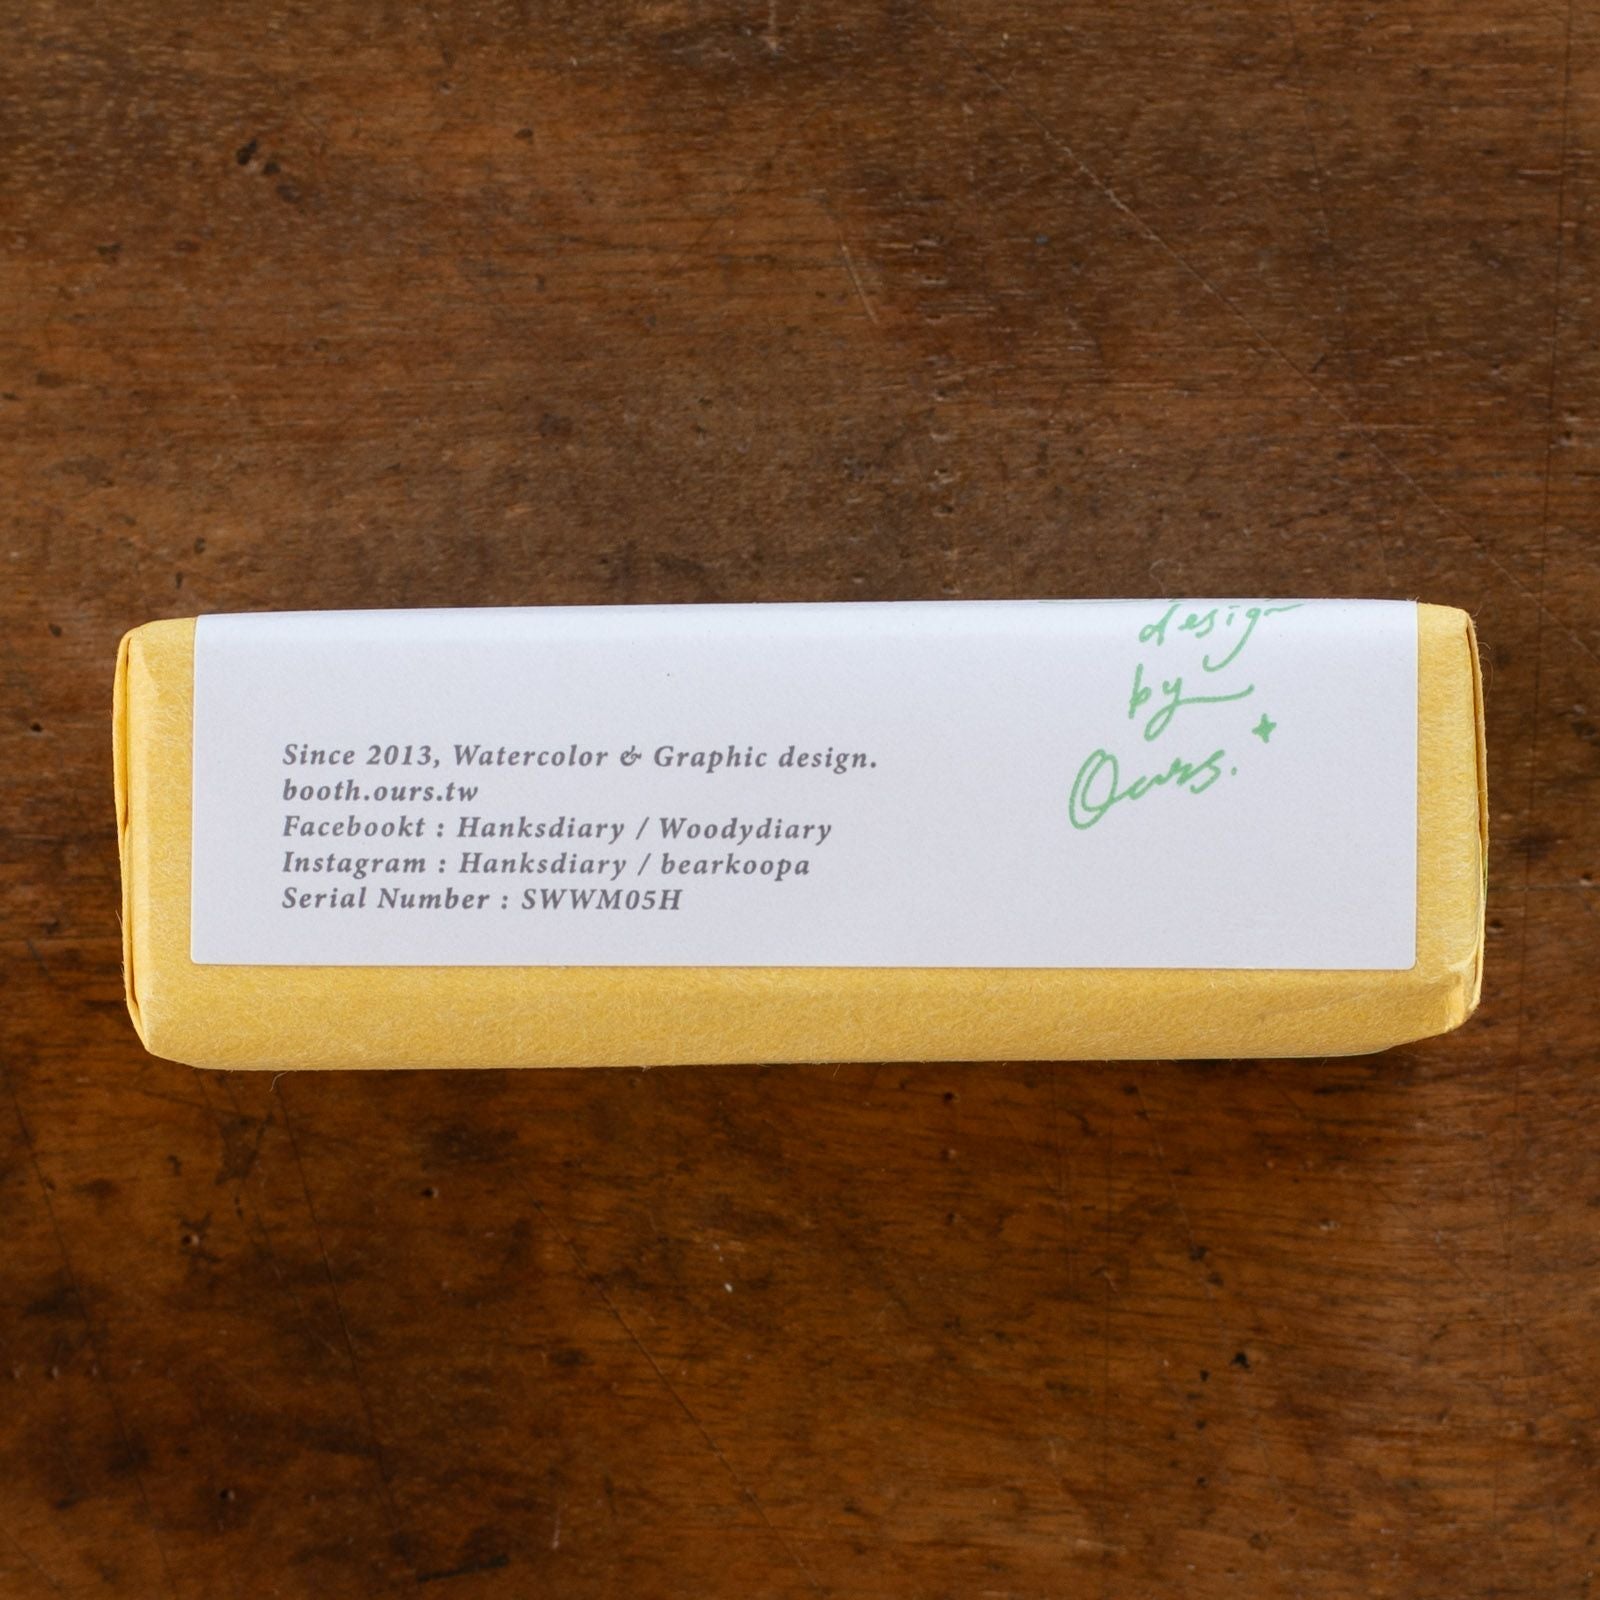 Since 2013, Watercolor & Graphic design.
booth.ours.tw
Facebookt : Hanksdiary / Woodydiary
Instagram : Hanksdiary / bearkoopa
Serial Number : SWWM05H
design
by
Ours.